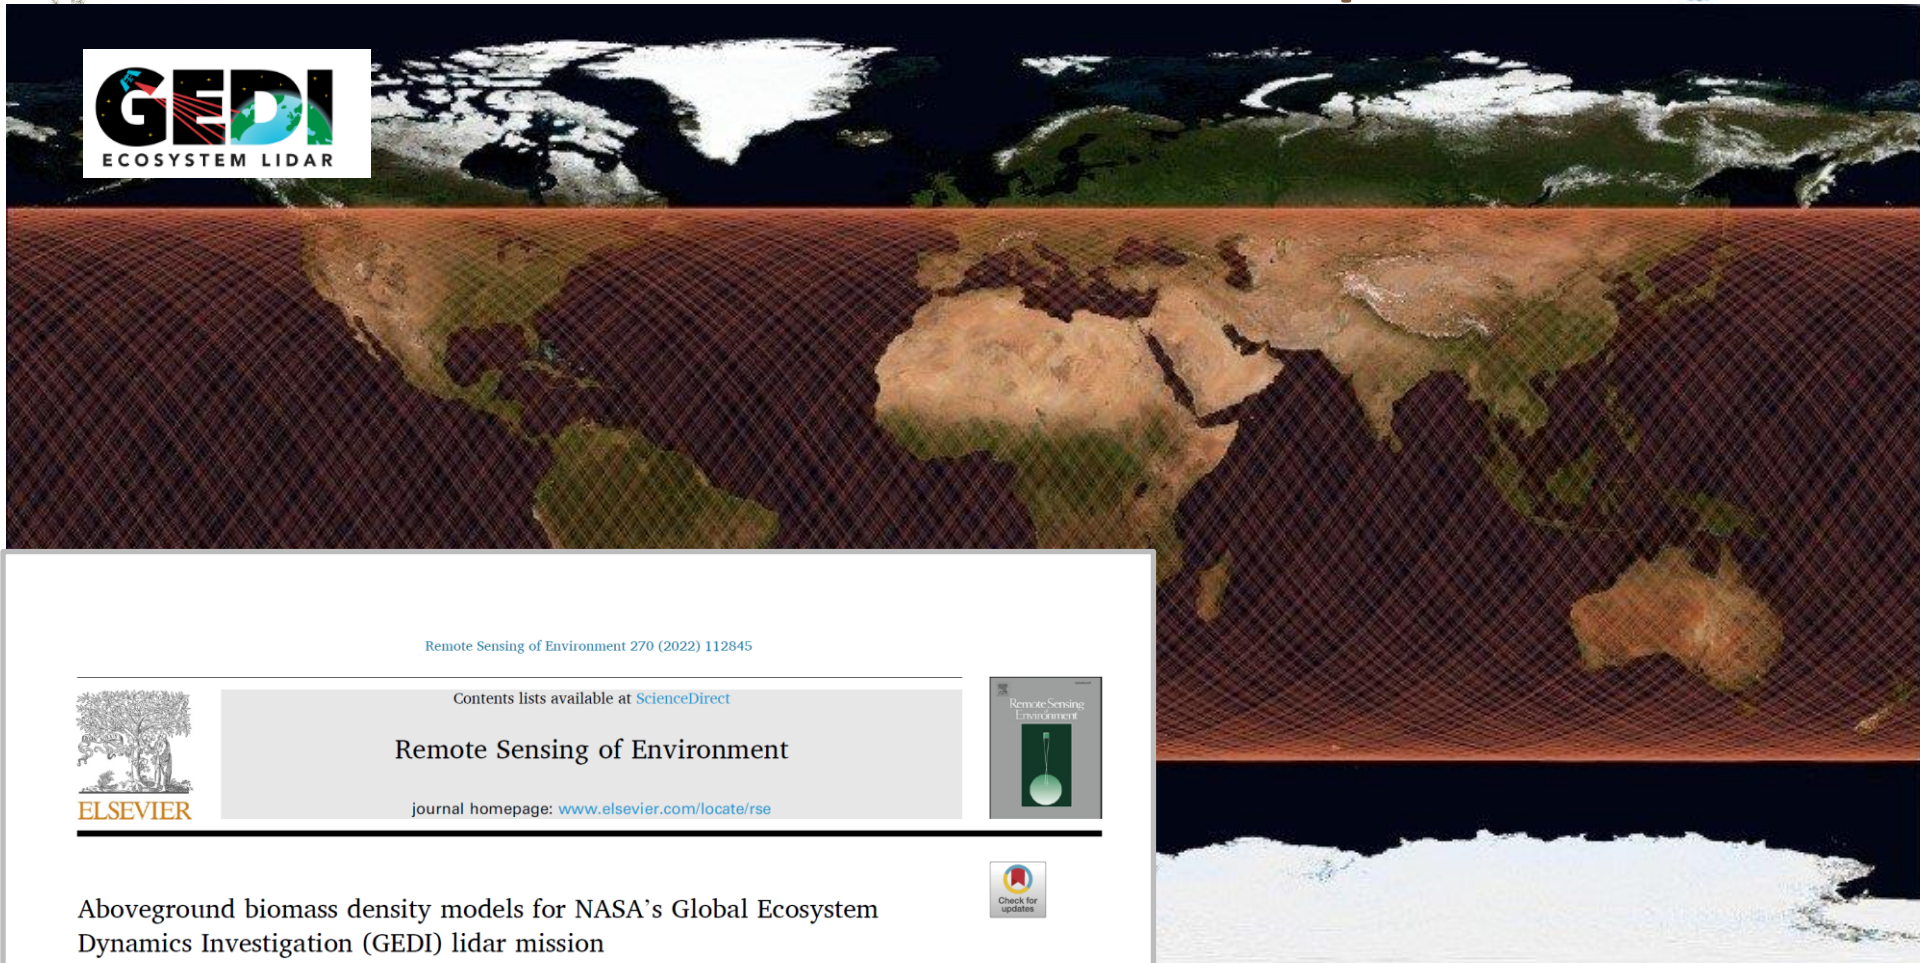 GEDI
ECOSYSTEM LIDAR
Remote Sensing of Environment 270 (2022) 112845
Contents lists available at ScienceDirect
Remote Sensing of Environment
journal homepage: www.elsevier.com/locate/rse
ELSEVIER
Remote Sensing
Environment
Check for
updates
Aboveground biomass density models for NASA’s Global Ecosystem
Dynamics Investigation (GEDI) lidar mission